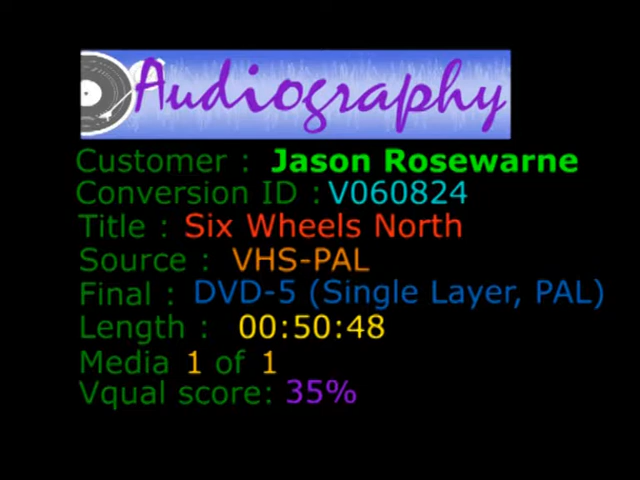 Audiography
Customer : Jason Rosewarne
Conversion ID : V060824
Title : Six Wheels North
Source : VHS-PAL
Final : DVD-5 (Single Layer, PAL)
Length : 00:50:48
Media 1 of 1
Vqual score: 35%